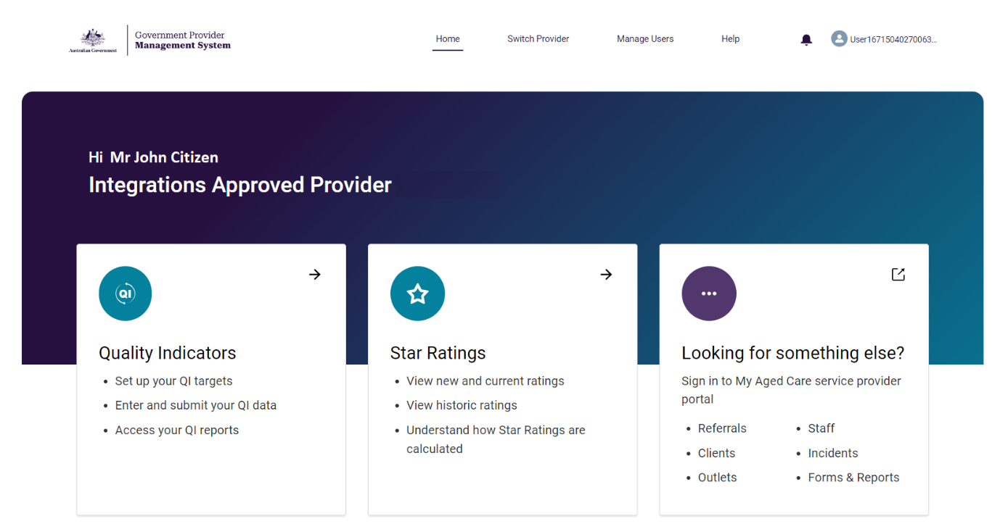 Australian Government
Government Provider
Management System
Home
Switch Provider
Manage Users
Help
User16715040270063...
Hi Mr John Citizen
Integrations Approved Provider
QI
Quality Indicators
• Set up your QI targets
• Enter and submit your QI data
• Access your QI reports
Star Ratings
• View new and current ratings
• View historic ratings
• Understand how Star Ratings are
calculated
Looking for something else?
Sign in to My Aged Care service provider
portal
• Referrals
• Clients
• Outlets
• Staff
• Incidents
• Forms & Reports